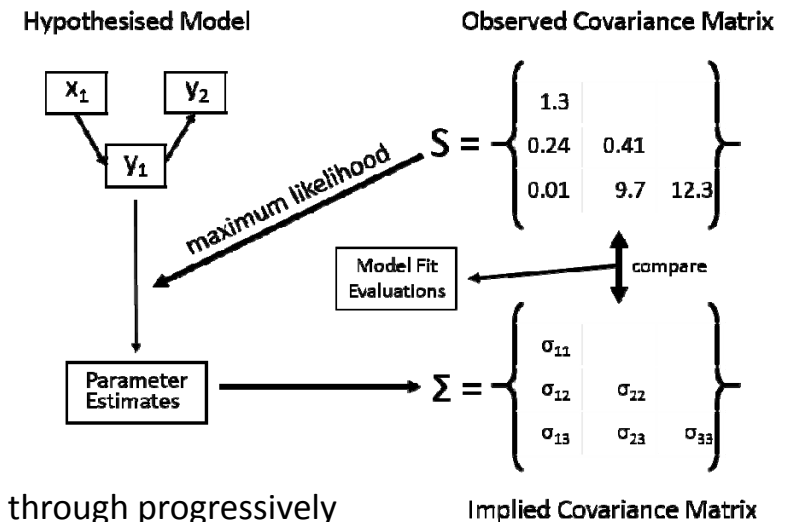 Hypothesised Model
Observed Covariance Matrix
x₁
y₂
y₁
maximum likelihood
S =
1.3
0.24 0.41
0.01 9.7 12.3
Model Fit
Evaluations
compare
Parameter
Estimates
Σ =
σ₁₁
σ₁₂ σ₂₂
σ₁₃ σ₂₃ σ₃₃
through progressively
Implied Covariance Matrix